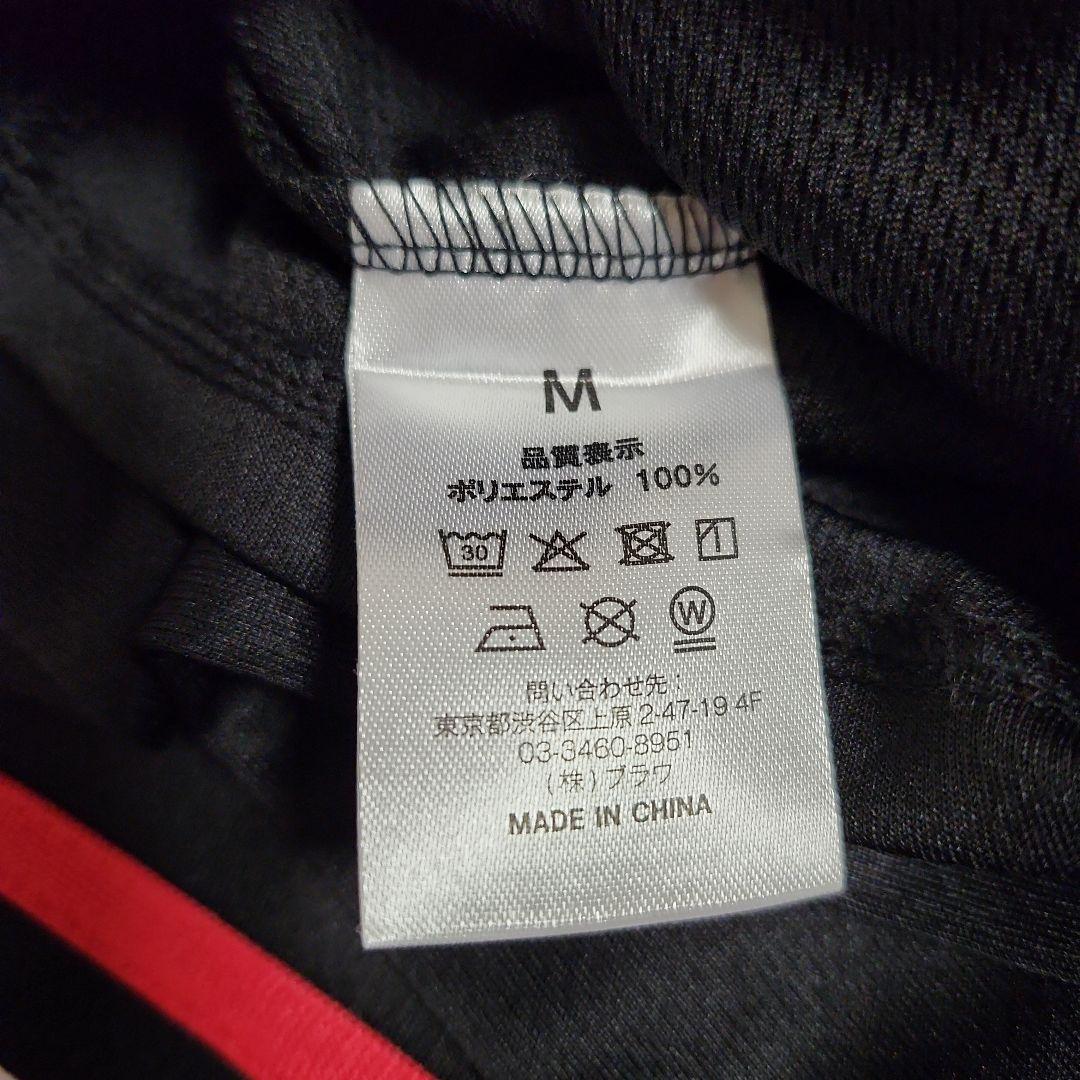 M
品質表示
ポリエステル 100%
30
W
問い合わせ先：
東京都渋谷区上原 2-47-19 4F
03-3460-8951
(株)ブラワ
MADE IN CHINA